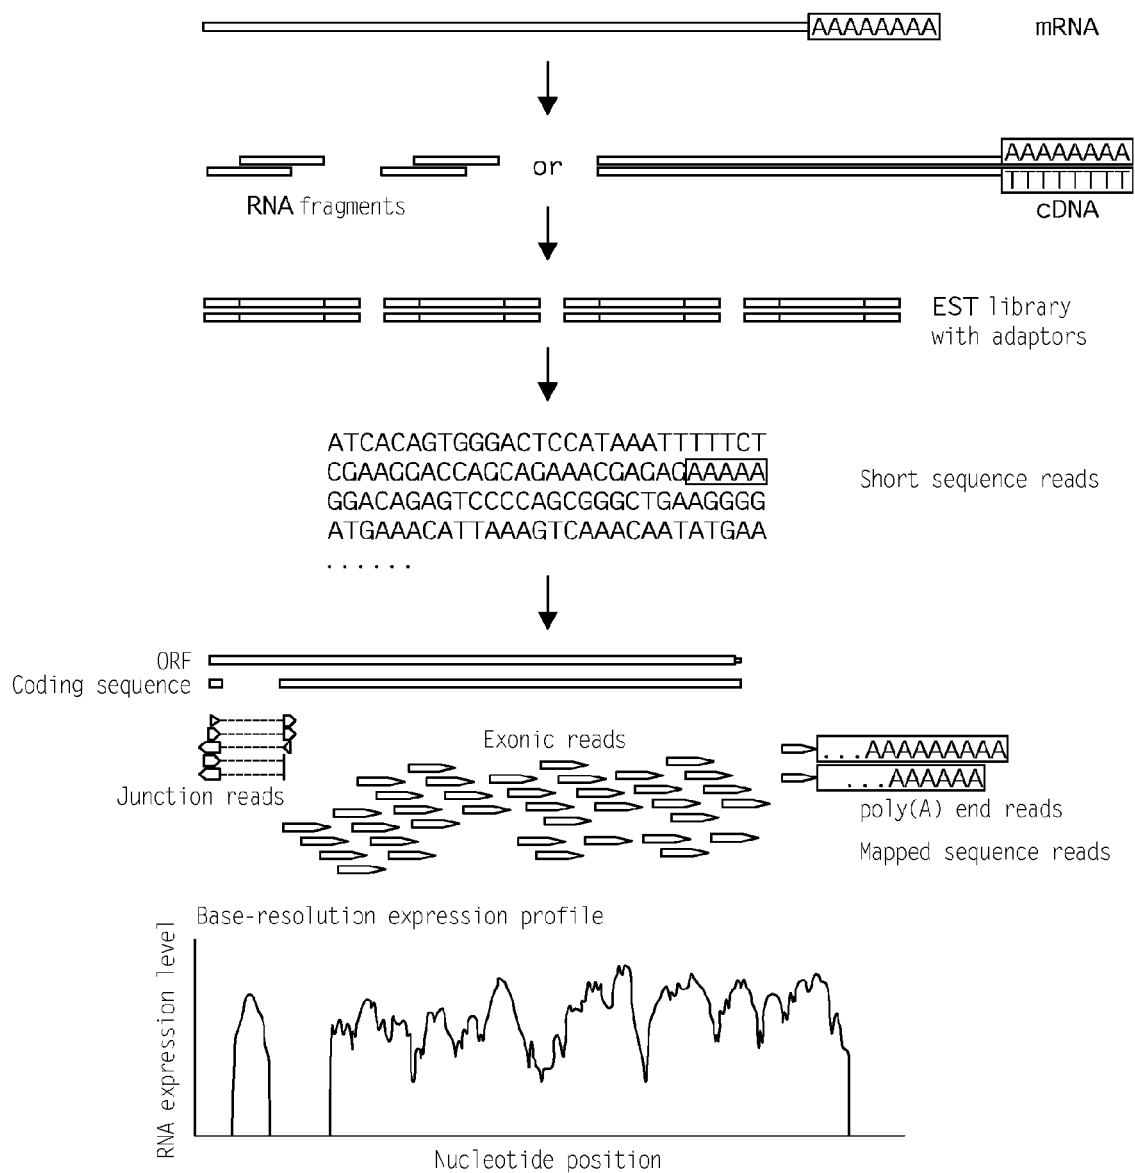 AAAAAAAA mRNA
AAAAAAAA
or
TTTTTTTT
RNA fragments
cDNA
EST library
with adaptors
ATCACAGTGGGACTCCATAAATTTTTCT
CGAAGGACCAGCAGAAACGAGAGAAAAA
GGACAGAGTCCCCAGCGGGCTGAAGGGG
ATGAAACATTAAAGTCAAACAATATGAA
......
Short sequence reads
ORF
Coding sequence
Exonic reads
...AAAAAAAAA
...AAAAAA
Junction reads
poly(A) end reads
Mapped sequence reads
Base-resolution expression profile
RNA expression level
Nucleotide position